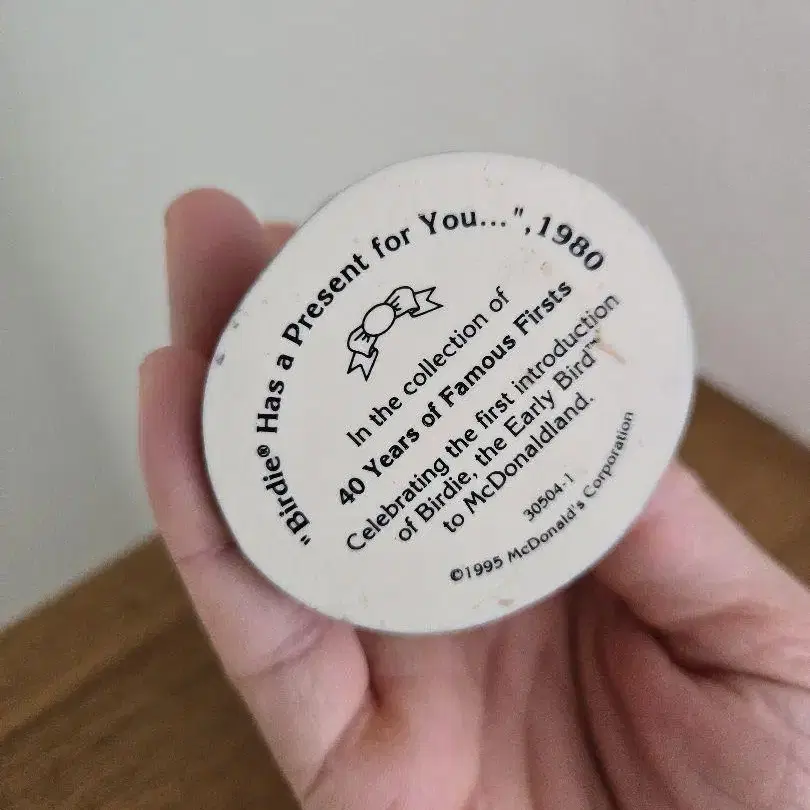 "Birdie® Has a Present for You...", 1980
In the collection of
40 Years of Famous Firsts
Celebrating the first introduction
of Birdie, the Early Bird™
to McDonaldland.
30504-1
©1995 McDonald's Corporation